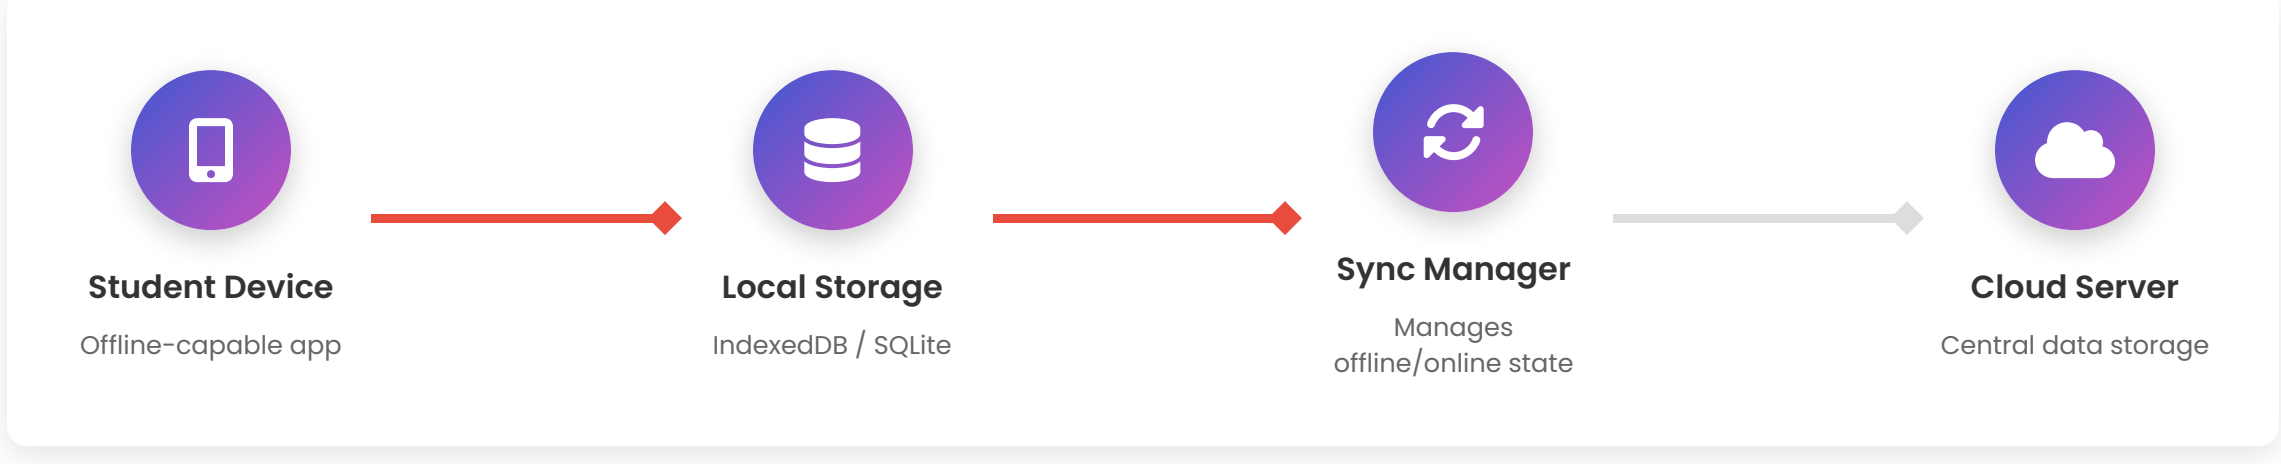 Student Device
Offline-capable app
Local Storage
IndexedDB / SQLite
Sync Manager
Manages
offline/online state
Cloud Server
Central data storage